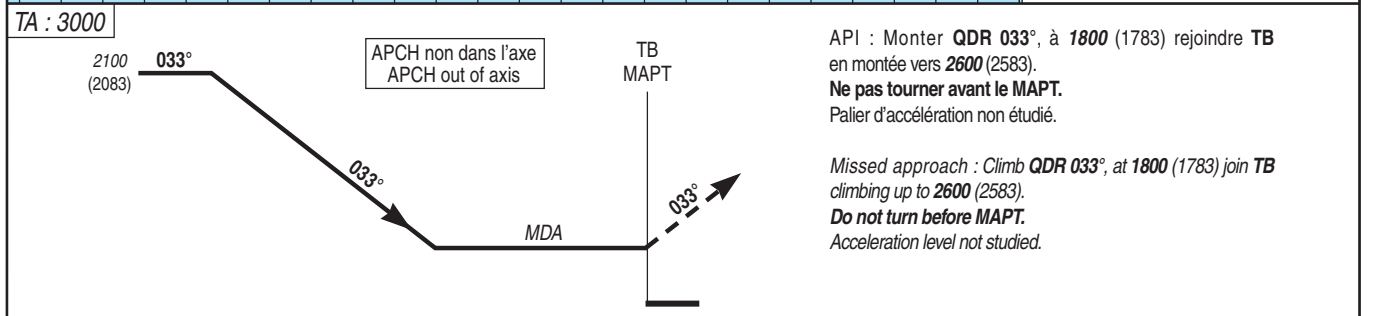 TA : 3000
2100
(2083)
033°
APCH non dans l'axe
APCH out of axis
TB
MAPT
033°
MDA
033°
API : Monter QDR 033°, à 1800 (1783) rejoindre TB
en montée vers 2600 (2583).
Ne pas tourner avant le MAPT.
Palier d'accélération non étudié.
Missed approach : Climb QDR 033°, at 1800 (1783) join TB
climbing up to 2600 (2583).
Do not turn before MAPT.
Acceleration level not studied.